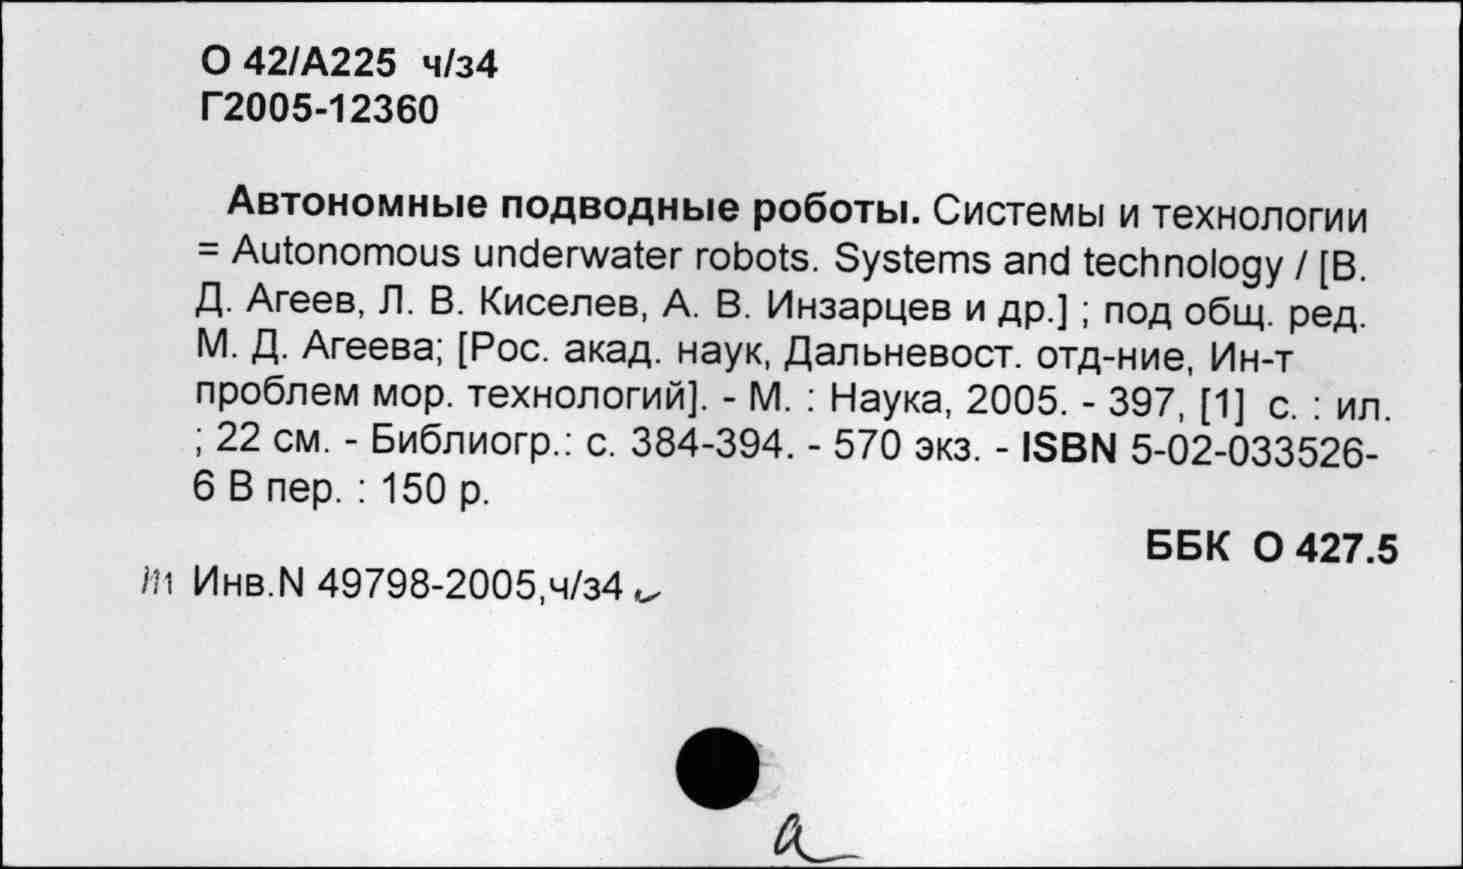 О 42/А225 ч/з4
Г2005-12360
Автономные подводные роботы. Системы и технологии
= Autonomous underwater robots. Systems and technology / [В.
Д. Агеев, Л. В. Киселев, А. В. Инзарцев и др.] ; под общ. ред.
М. Д. Агеева; [Рос. акад. наук, Дальневост. отд-ние, Ин-т
проблем мор. технологий]. - М. : Наука, 2005. - 397, [1] с. : ил.
; 22 см. - Библиогр.: с. 384-394. - 570 экз. - ISBN 5-02-033526-
6 В пер. : 150 р.
ББК О 427.5
Инв.N 49798-2005,ч/з4
а